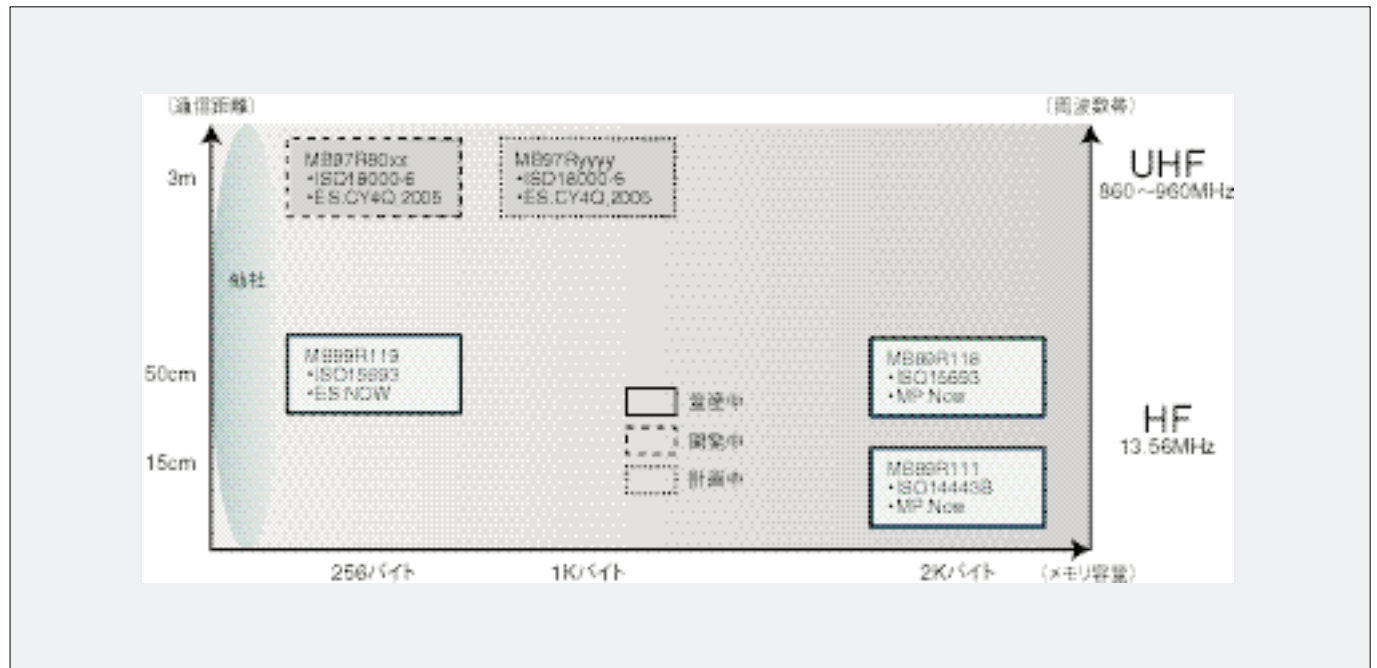 (通信距離)
(周波数帯)
3m
MB97R80xx
•ISO18000-6
•ES:CY4Q,2005
MB97Ryyyy
•ISO18000-6
•ES:CY4Q,2005
UHF
860～960MHz
他社
50cm
MB89R119
•ISO15693
•ES:NOW
MB89R118
•ISO15693
•MP:Now
量産中
開発中
計画中
HF
13.56MHz
15cm
MB89R111
•ISO14443B
•MP:Now
256バイト
1Kバイト
2Kバイト
(メモリ容量)